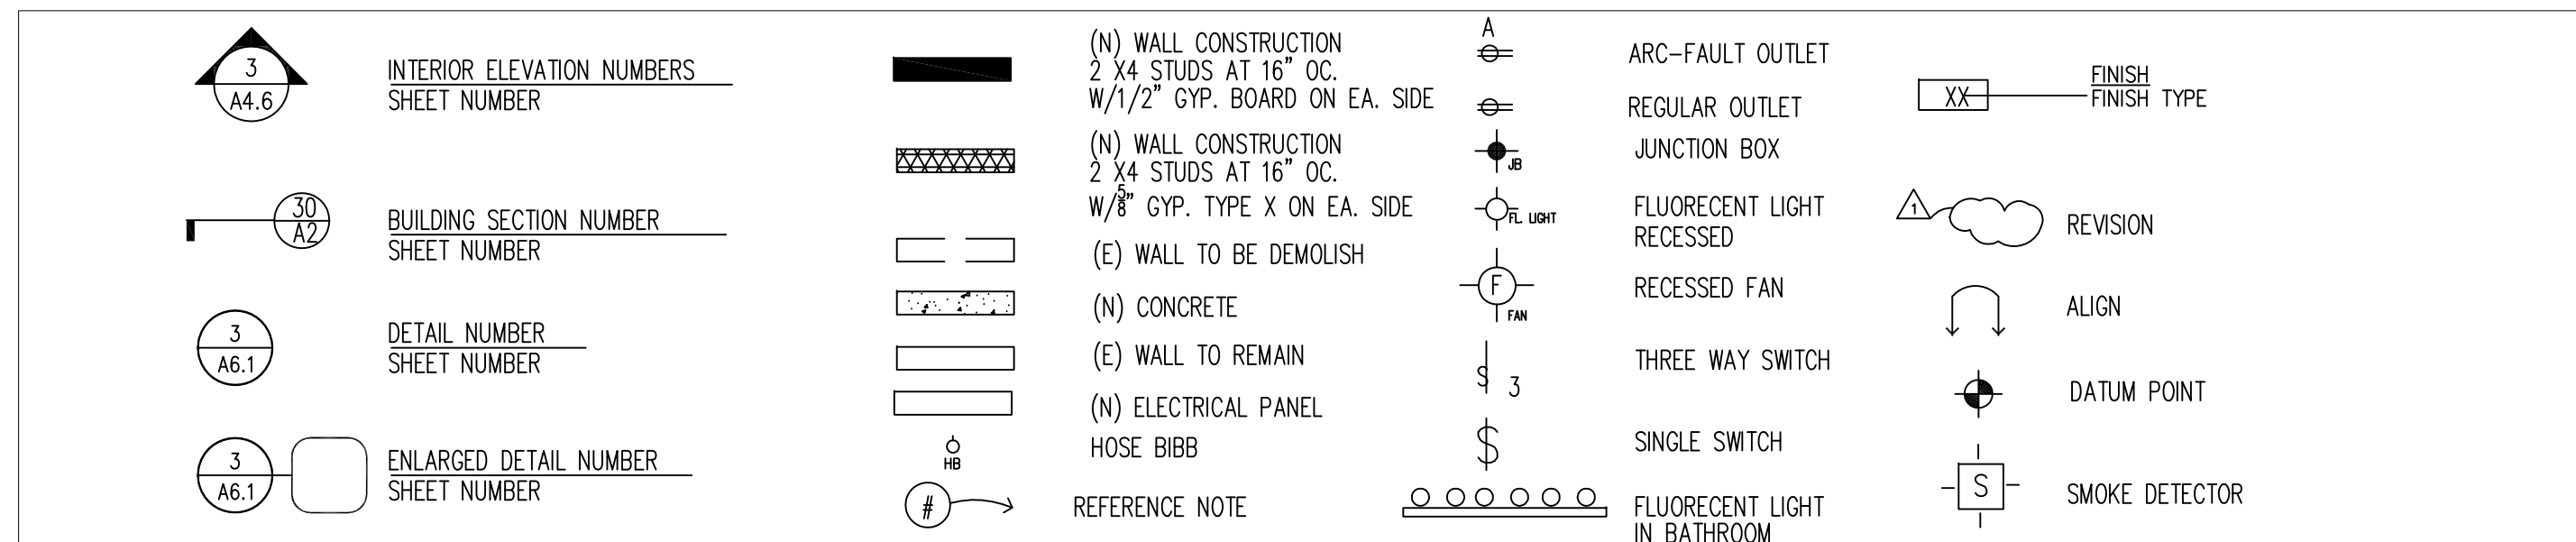 3
A4.6
INTERIOR ELEVATION NUMBERS
SHEET NUMBER
30
A2
BUILDING SECTION NUMBER
SHEET NUMBER
3
A6.1
DETAIL NUMBER
SHEET NUMBER
3
A6.1
ENLARGED DETAIL NUMBER
SHEET NUMBER
(N) WALL CONSTRUCTION
2 X4 STUDS AT 16" OC.
W/1/2" GYP. BOARD ON EA. SIDE
(N) WALL CONSTRUCTION
2 X4 STUDS AT 16" OC.
W/5/8" GYP. TYPE X ON EA. SIDE
(E) WALL TO BE DEMOLISH
(N) CONCRETE
(E) WALL TO REMAIN
(N) ELECTRICAL PANEL
HB
HOSE BIBB
#
REFERENCE NOTE
A
ARC-FAULT OUTLET
REGULAR OUTLET
JB
JUNCTION BOX
FL. LIGHT
FLUORECENT LIGHT
RECESSED
F
FAN
RECESSED FAN
S 3
THREE WAY SWITCH
$
SINGLE SWITCH
FLUORECENT LIGHT
IN BATHROOM
XX
FINISH
FINISH TYPE
1
REVISION
ALIGN
DATUM POINT
S
SMOKE DETECTOR